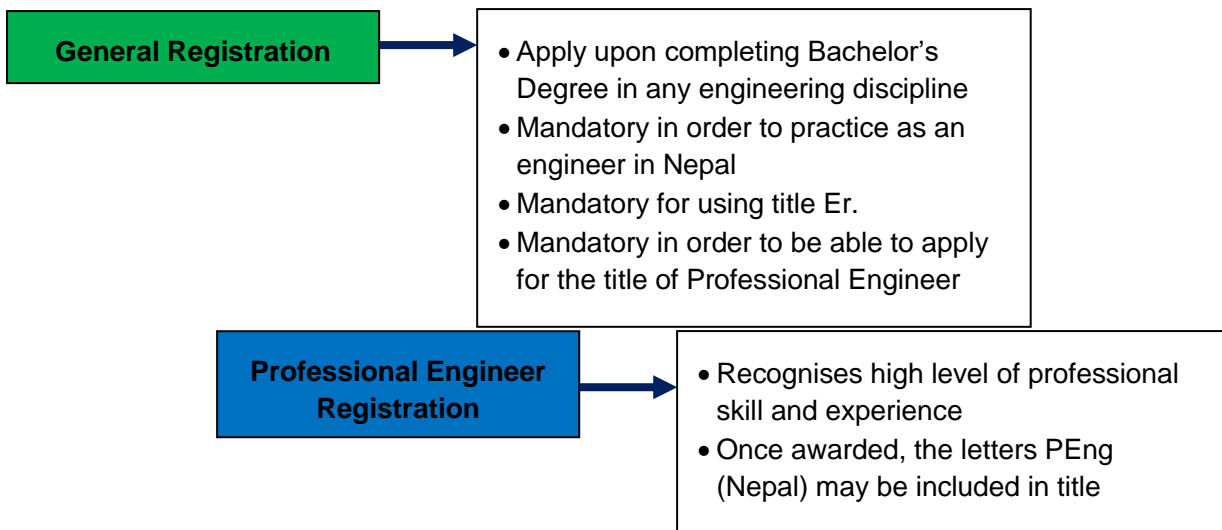 General Registration
• Apply upon completing Bachelor’s
Degree in any engineering discipline
• Mandatory in order to practice as an
engineer in Nepal
• Mandatory for using title Er.
• Mandatory in order to be able to apply
for the title of Professional Engineer
Professional Engineer
Registration
• Recognises high level of professional
skill and experience
• Once awarded, the letters PEng
(Nepal) may be included in title